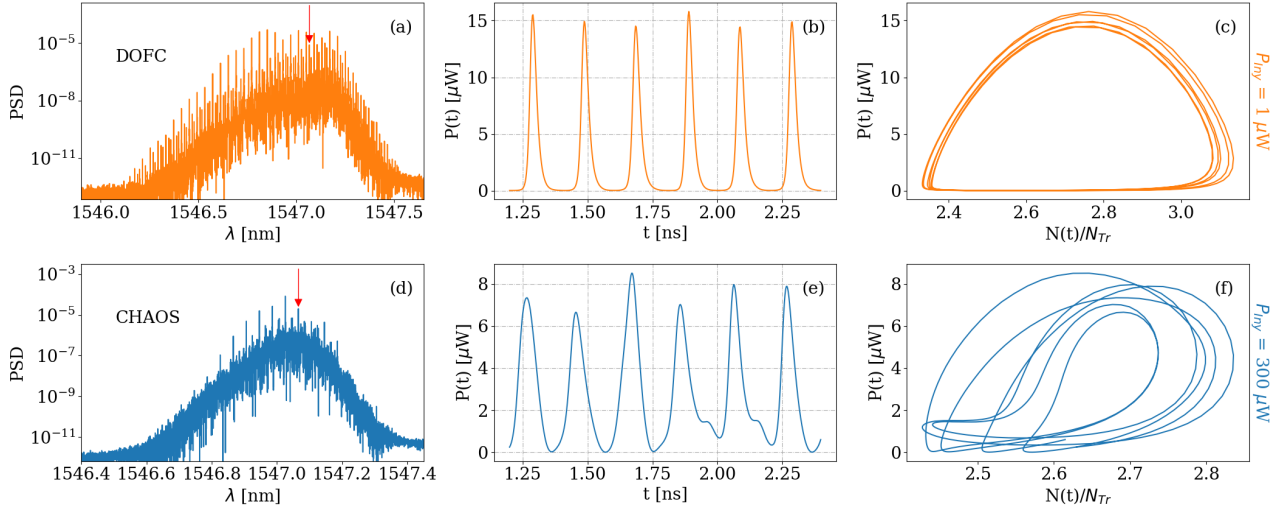 (a)
DOFC
PSD
10⁻⁵
10⁻⁸
10⁻¹¹
1546.0 1546.5 1547.0 1547.5
λ [nm]
(b)
P(t) [μW]
15
10
5
0
1.25 1.50 1.75 2.00 2.25
t [ns]
(c)
P(t) [μW]
15
10
5
0
2.4 2.6 2.8 3.0
N(t)/N_Tr
P_Iny = 1 μW
(d)
CHAOS
PSD
10⁻³
10⁻⁵
10⁻⁷
10⁻⁹
10⁻¹¹
1546.4 1546.6 1546.8 1547.0 1547.2 1547.4
λ [nm]
(e)
P(t) [μW]
8
6
4
2
0
1.25 1.50 1.75 2.00 2.25
t [ns]
(f)
P(t) [μW]
8
6
4
2
0
2.5 2.6 2.7 2.8
N(t)/N_Tr
P_Iny = 300 μW